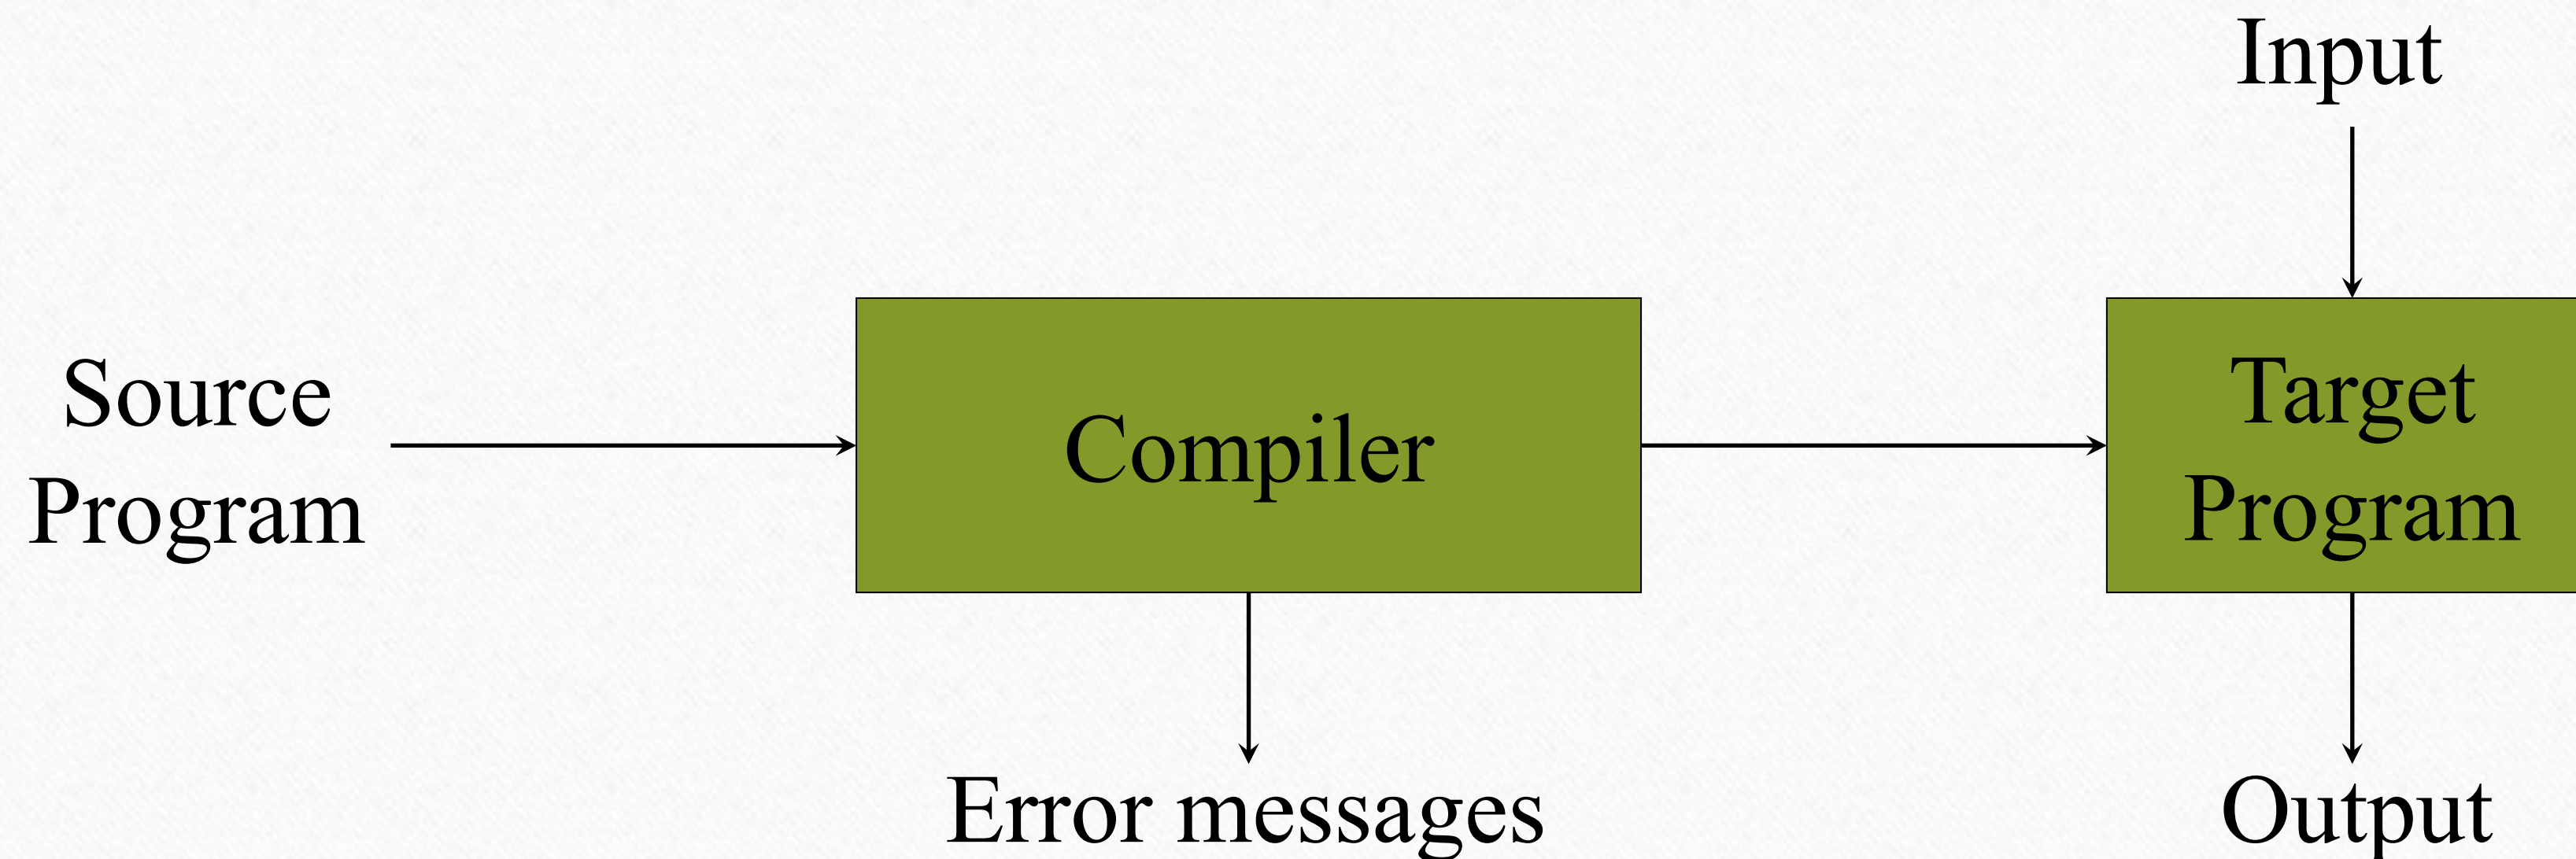 Input
Source
Program
Compiler
Target
Program
Error messages
Output